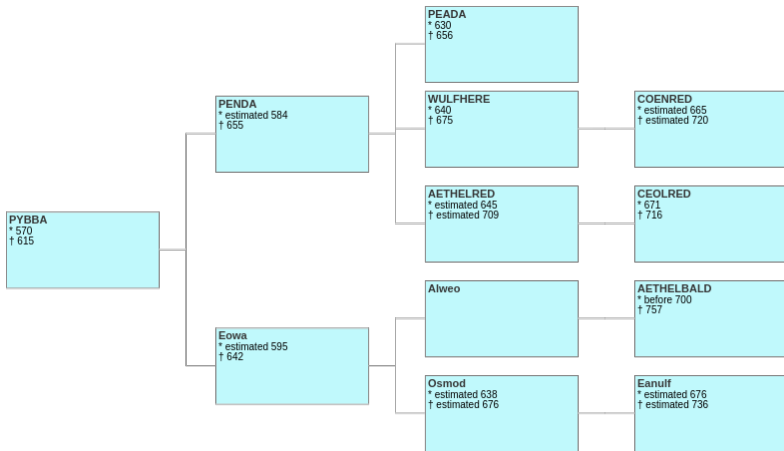 PEADA
* 630
† 656
PENDA
* estimated 584
† 655
WULFHERE
* 640
† 675
COENRED
* estimated 665
† estimated 720
AETHELRED
* estimated 645
† estimated 709
CEOLRED
* 671
† 716
PYBBA
* 570
† 615
Alweo
AETHELBALD
* before 700
† 757
Eowa
* estimated 595
† 642
Osmod
* estimated 638
† estimated 676
Eanulf
* estimated 676
† estimated 736